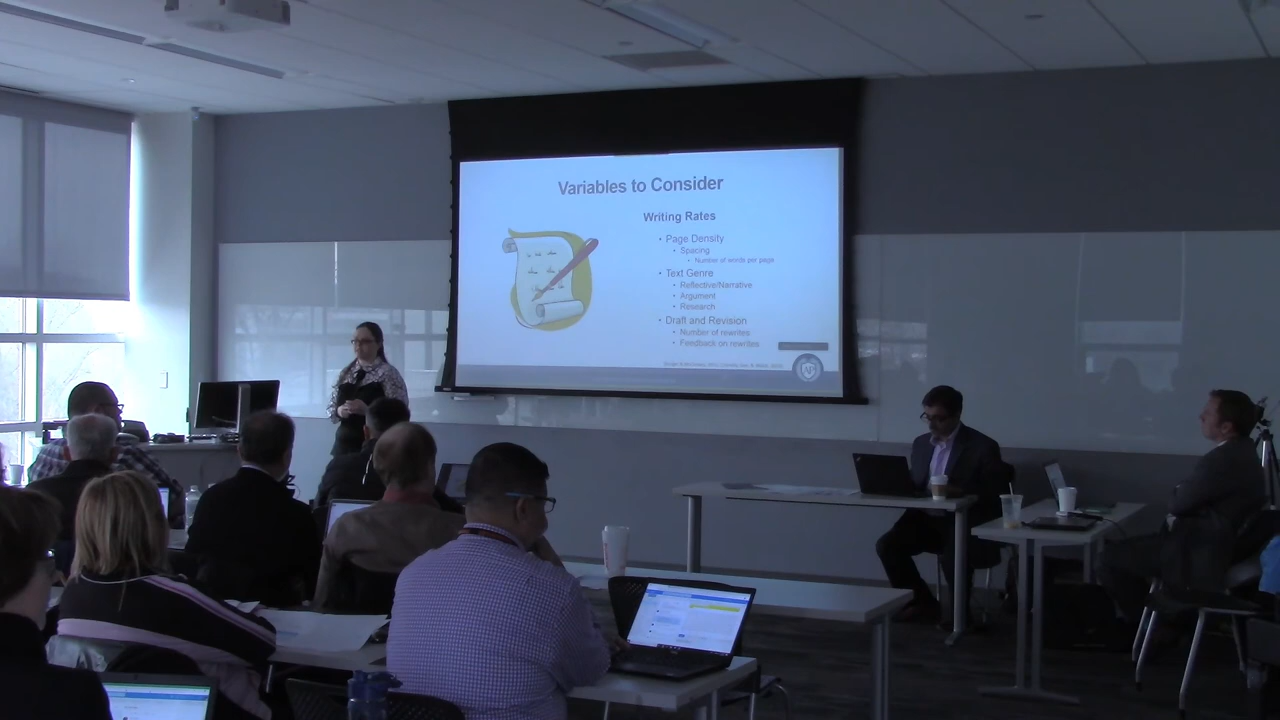 Variables to Consider
Writing Rates
• Page Density
• Spacing
• Number of words per page
• Text Genre
• Reflective/Narrative
• Argument
• Research
• Draft and Revision
• Number of rewrites
• Feedback on rewrites